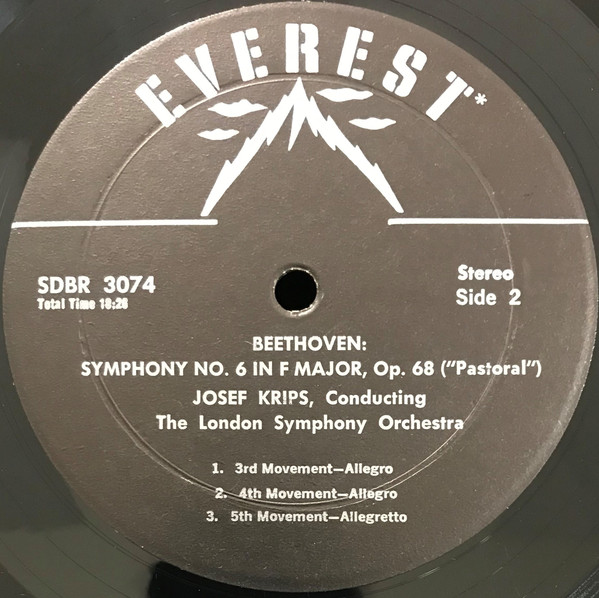 EVEREST*
SDBR 3074
Total Time 18:26
Stereo
Side 2
BEETHOVEN:
SYMPHONY NO. 6 IN F MAJOR, Op. 68 ("Pastoral")
JOSEF KRIPS, Conducting
The London Symphony Orchestra
1. 3rd Movement—Allegro
2. 4th Movement—Allegro
3. 5th Movement—Allegretto